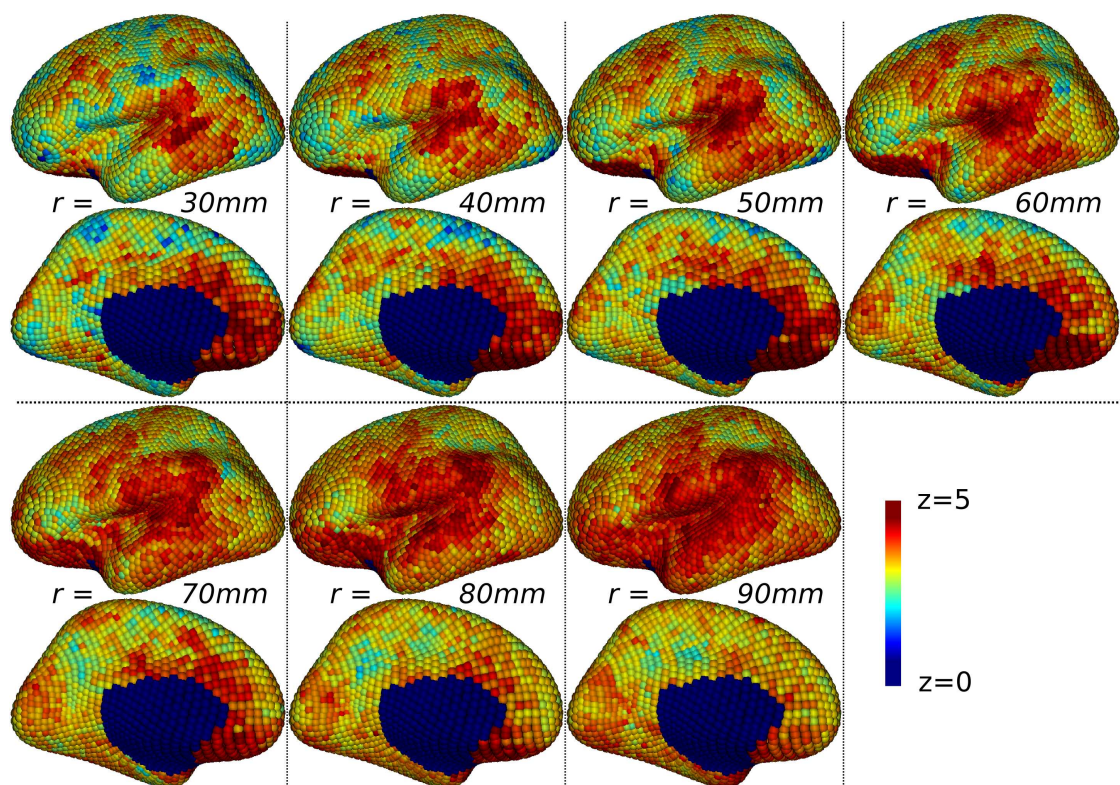 r = 30mm
r = 40mm
r = 50mm
r = 60mm
r = 70mm
r = 80mm
r = 90mm
z=5
z=0